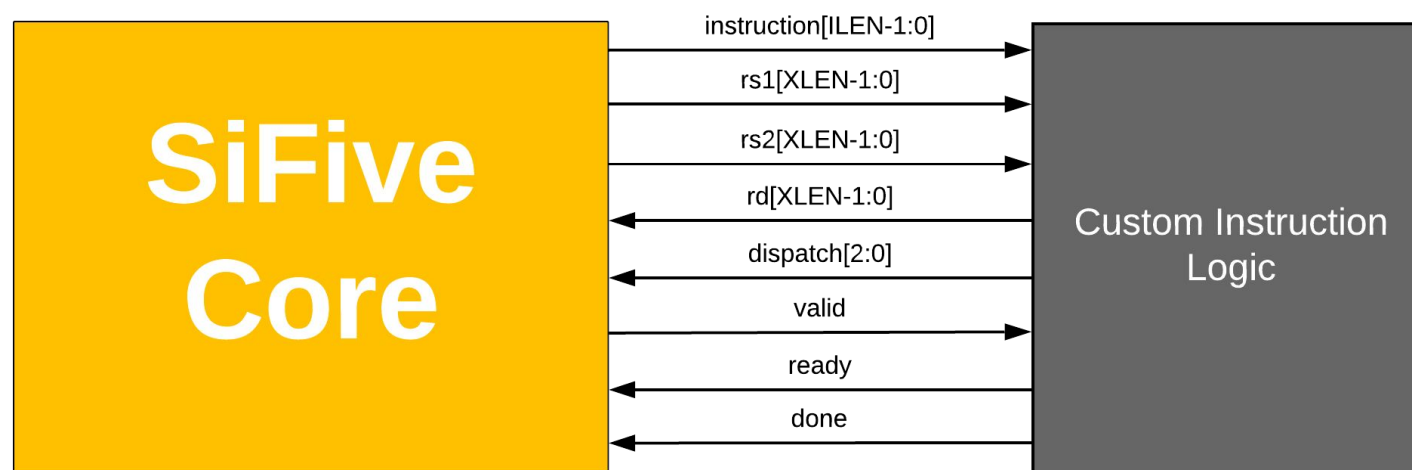 SiFive
Core
instruction[ILEN-1:0]
rs1[XLEN-1:0]
rs2[XLEN-1:0]
rd[XLEN-1:0]
dispatch[2:0]
valid
ready
done
Custom Instruction
Logic